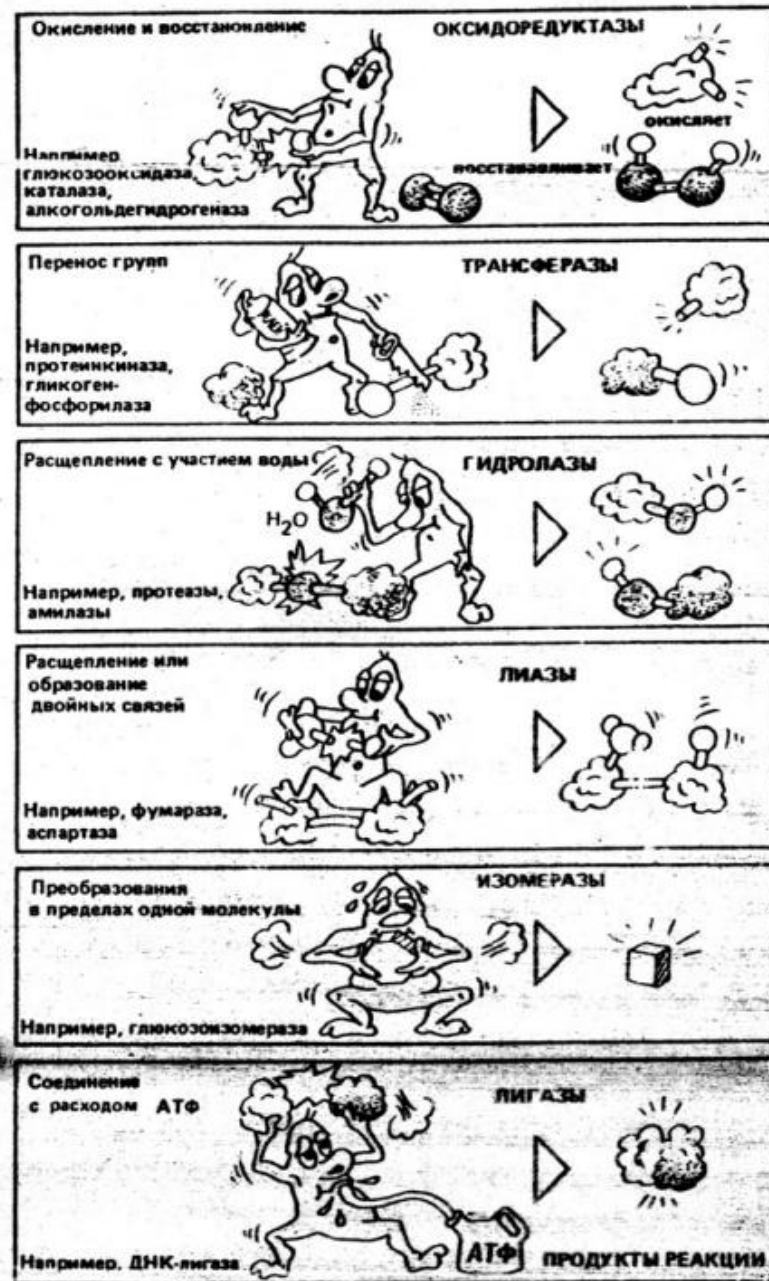 Окисление и восстановление
ОКСИДОРЕДУКТАЗЫ
окисляет
восстанавливает
Например
глюкозооксидаза,
каталаза,
алкогольдегидрогеназа
Перенос групп
ТРАНСФЕРАЗЫ
Например,
протеинкиназа,
гликоген-
фосфорилаза
Расщепление с участием воды
ГИДРОЛАЗЫ
H₂O
Например, протеазы,
амилазы
Расщепление или
образование
двойных связей
ЛИАЗЫ
Например, фумараза,
аспартаза
Преобразования
в пределах одной молекулы
ИЗОМЕРАЗЫ
Например, глюкозоизомераза
Соединение
с расходом АТФ
ЛИГАЗЫ
АТФ
Например, ДНК-лигаза
ПРОДУКТЫ РЕАКЦИИ